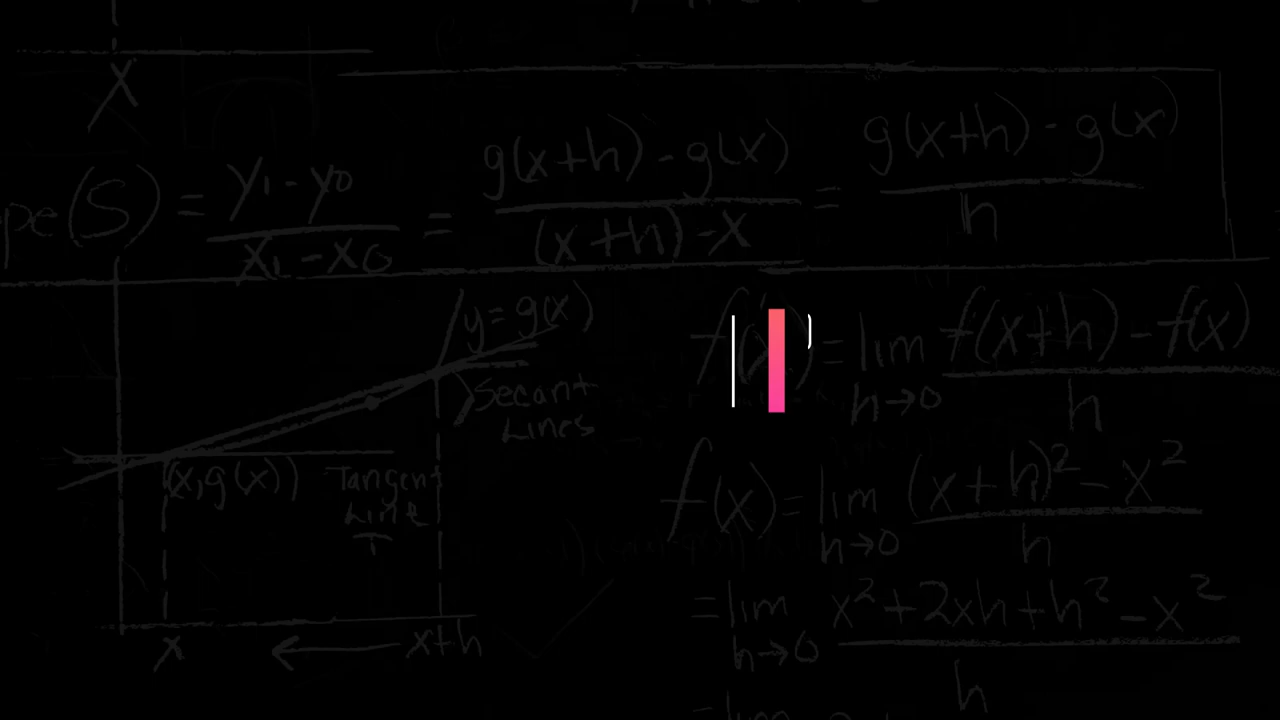 X
pe(S) = y₁ - y₀ / x₁ - x₀ = g(x+h) - g(x) / (x+h) - x = g(x+h) - g(x) / h
y = g(x)
Secant
Lines
(x, g(x))
Tangent
Line
T
x ← x+h
= lim h→0 f(x+h) - f(x) / h
f(x) = lim h→0 (x+h)² - x² / h
= lim h→0 x² + 2xh + h² - x² / h
= lim